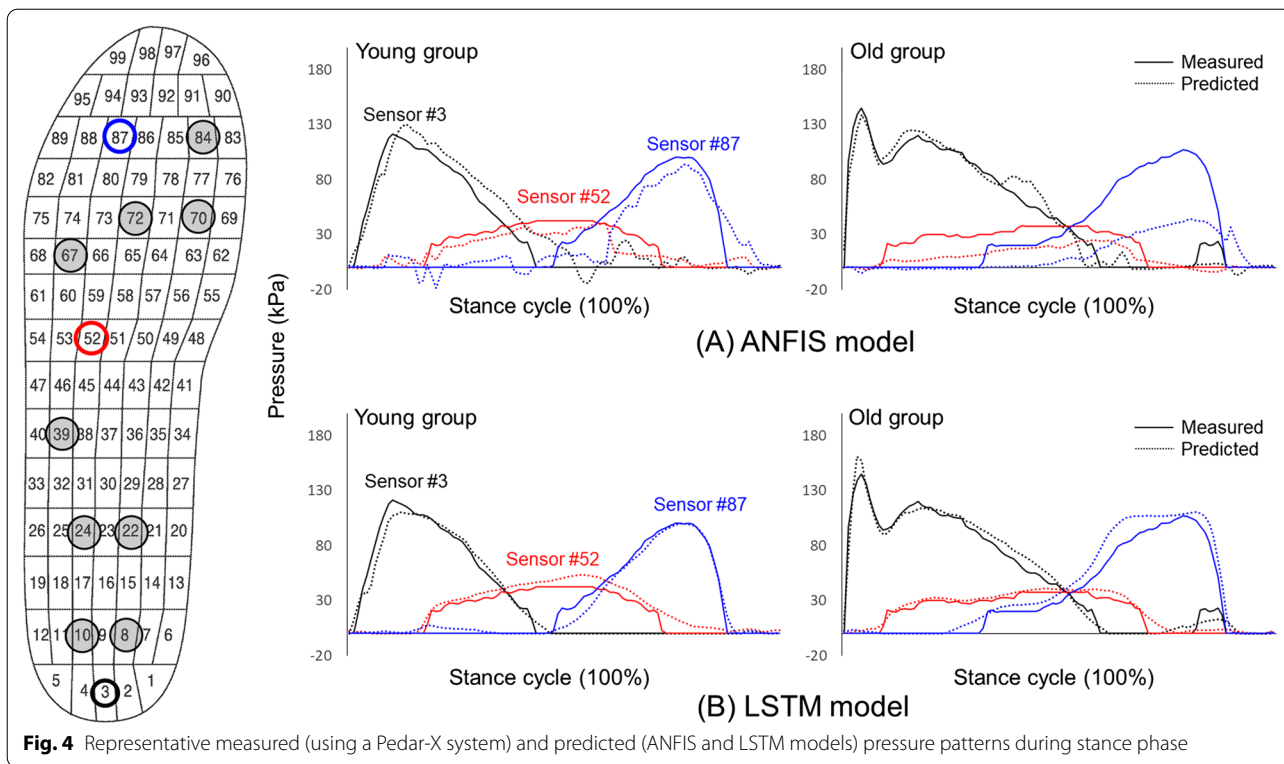 99 98 97 96
95 94 93 92 91 90
89 88 87 86 85 84 83
82 81 80 79 78 77 76
75 74 73 72 71 70 69
68 67 66 65 64 63 62
61 60 59 58 57 56 55
54 53 52 51 50 49 48
47 46 45 44 43 42 41
40 39 38 37 36 35 34
33 32 31 30 29 28 27
26 25 24 23 22 21 20
19 18 17 16 15 14 13
12 11 10 9 8 7 6
5 4 3 2 1
Pressure (kPa)
Young group
180
130
80
30
-20
Sensor #3
Sensor #52
Sensor #87
Stance cycle (100%)
Old group
Measured
Predicted
180
130
80
30
-20
Stance cycle (100%)
(A) ANFIS model
Young group
180
130
80
30
-20
Sensor #3
Sensor #52
Sensor #87
Stance cycle (100%)
Old group
Measured
Predicted
180
130
80
30
-20
Stance cycle (100%)
(B) LSTM model
Fig. 4 Representative measured (using a Pedar-X system) and predicted (ANFIS and LSTM models) pressure patterns during stance phase